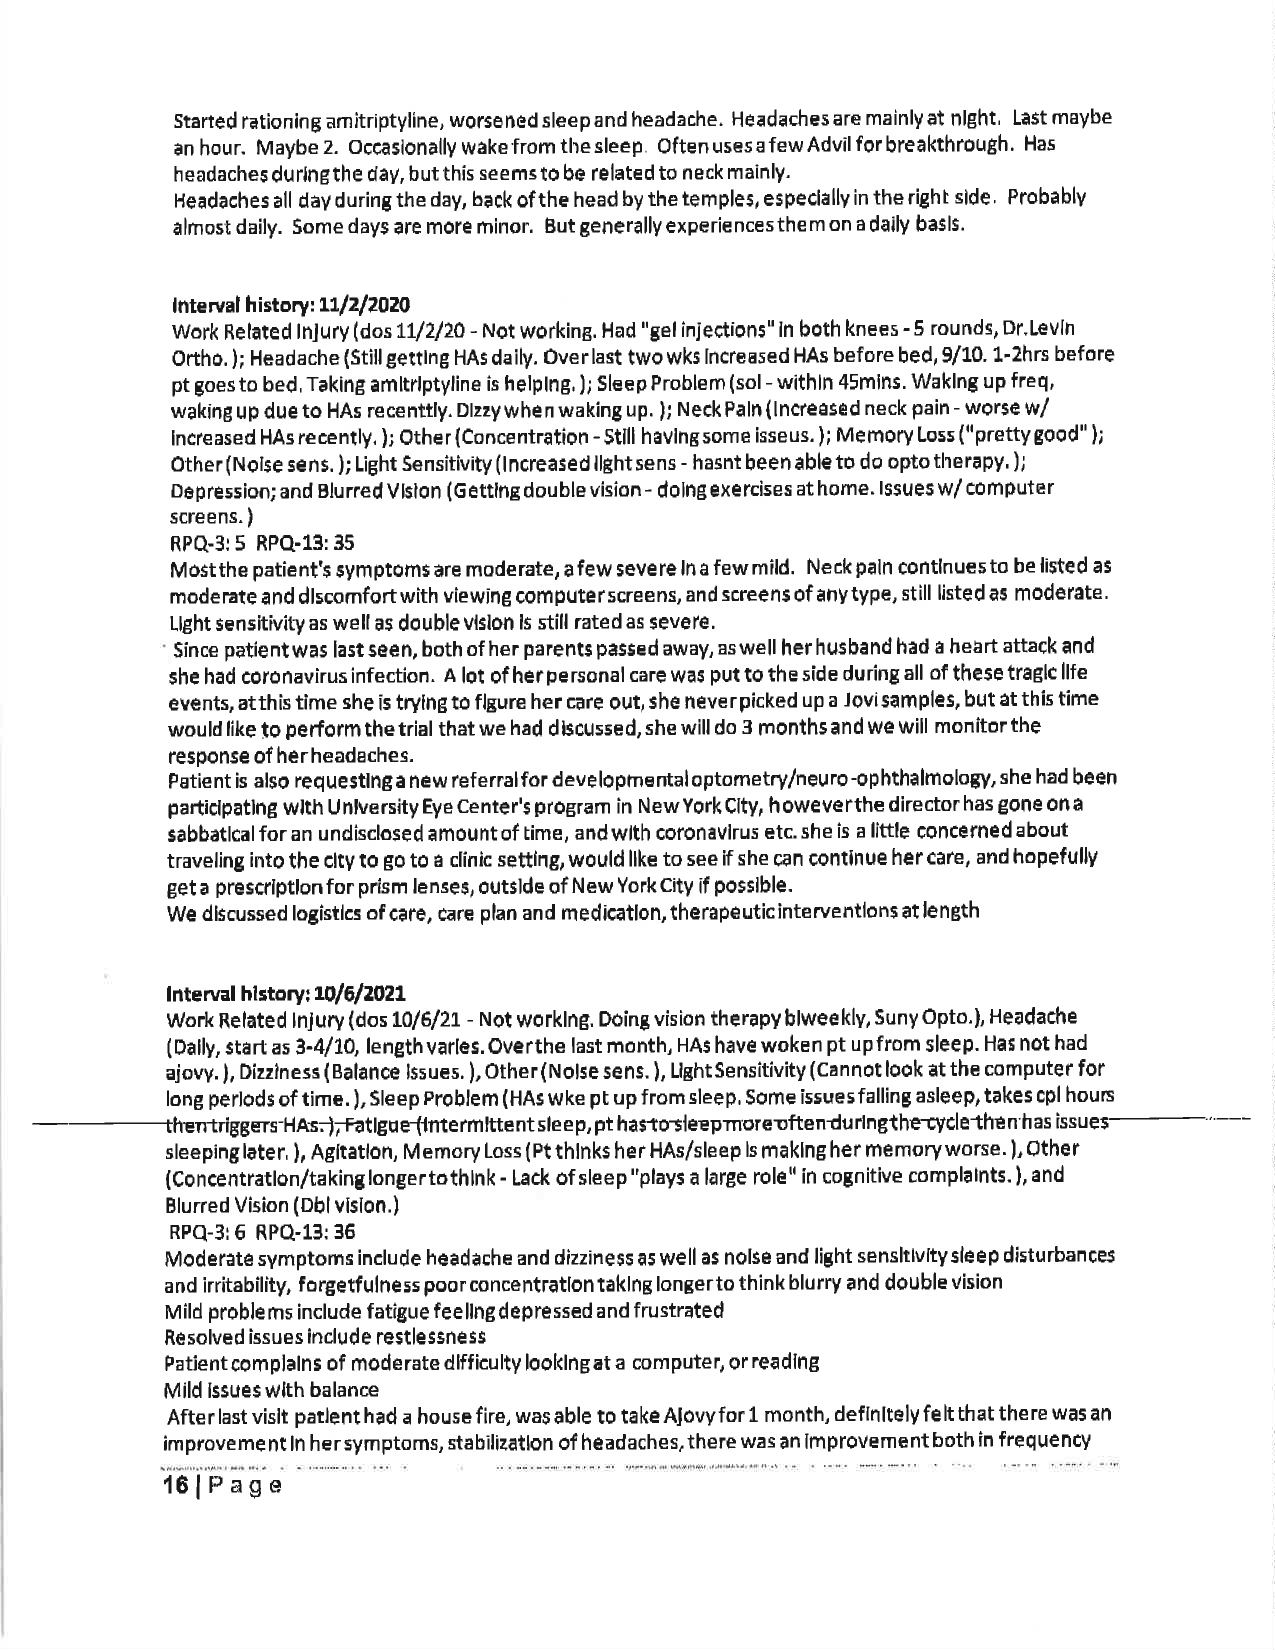 Started rationing amitriptyline, worsened sleep and headache. Headaches are mainly at night. Last maybe
an hour. Maybe 2. Occasionally wake from the sleep. Often uses a few Advil for breakthrough. Has
headaches during the day, but this seems to be related to neck mainly.
Headaches all day during the day, back of the head by the temples, especially in the right side. Probably
almost daily. Some days are more minor. But generally experiences them on a daily basis.
Interval history: 11/2/2020
Work Related Injury (dos 11/2/20 - Not working. Had "gel injections" in both knees - 5 rounds, Dr.Levin
Ortho. ); Headache (Still getting HAs daily. Over last two wks increased HAs before bed, 9/10. 1-2hrs before
pt goes to bed. Taking amitriptyline is helping. ); Sleep Problem (sol - within 45mins. Waking up freq,
waking up due to HAs recenttly. Dizzy when waking up. ); Neck Pain (Increased neck pain - worse w/
increased HAs recently. ); Other (Concentration - Still having some isseus. ); Memory Loss ("pretty good" );
Other (Noise sens. ); Light Sensitivity (Increased light sens - hasnt been able to do opto therapy. );
Depression; and Blurred Vision (Getting double vision - doing exercises at home. Issues w/ computer
screens. )
RPQ-3: 5 RPQ-13: 35
Most the patient's symptoms are moderate, a few severe in a few mild. Neck pain continues to be listed as
moderate and discomfort with viewing computer screens, and screens of any type, still listed as moderate.
Light sensitivity as well as double vision is still rated as severe.
Since patient was last seen, both of her parents passed away, as well her husband had a heart attack and
she had coronavirus infection. A lot of her personal care was put to the side during all of these tragic life
events, at this time she is trying to figure her care out, she never picked up a Jovi samples, but at this time
would like to perform the trial that we had discussed, she will do 3 months and we will monitor the
response of her headaches.
Patient is also requesting a new referral for developmental optometry/neuro-ophthalmology, she had been
participating with University Eye Center's program in New York City, however the director has gone on a
sabbatical for an undisclosed amount of time, and with coronavirus etc. she is a little concerned about
traveling into the city to go to a clinic setting, would like to see if she can continue her care, and hopefully
get a prescription for prism lenses, outside of New York City if possible.
We discussed logistics of care, care plan and medication, therapeutic interventions at length
Interval history: 10/6/2021
Work Related Injury (dos 10/6/21 - Not working. Doing vision therapy biweekly, Suny Opto.), Headache
(Daily, start as 3-4/10, length varies. Over the last month, HAs have woken pt up from sleep. Has not had
ajovy. ), Dizziness (Balance issues. ), Other (Noise sens. ), Light Sensitivity (Cannot look at the computer for
long periods of time. ), Sleep Problem (HAs wke pt up from sleep. Some issues falling asleep, takes cpl hours
then triggers HAs. ), Fatigue (Intermittent sleep, pt has to sleep more often during the cycle then has issues
sleeping later. ), Agitation, Memory Loss (Pt thinks her HAs/sleep is making her memory worse. ), Other
(Concentration/taking longer to think - Lack of sleep "plays a large role" in cognitive complaints. ), and
Blurred Vision (Dbl vision.)
RPQ-3: 6 RPQ-13: 36
Moderate symptoms include headache and dizziness as well as noise and light sensitivity sleep disturbances
and irritability, forgetfulness poor concentration taking longer to think blurry and double vision
Mild problems include fatigue feeling depressed and frustrated
Resolved issues include restlessness
Patient complains of moderate difficulty looking at a computer, or reading
Mild issues with balance
After last visit patient had a house fire, was able to take Ajovy for 1 month, definitely felt that there was an
improvement in her symptoms, stabilization of headaches, there was an improvement both in frequency
16 | P a g e